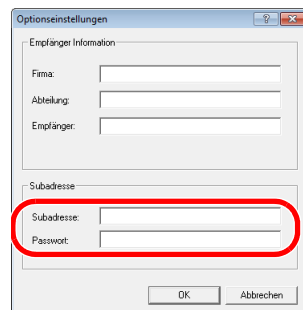 Optionseinstellungen
Empfänger Information
Firma:
Abteilung:
Empfänger:
Subadresse
Subadresse:
Passwort:
OK
Abbrechen